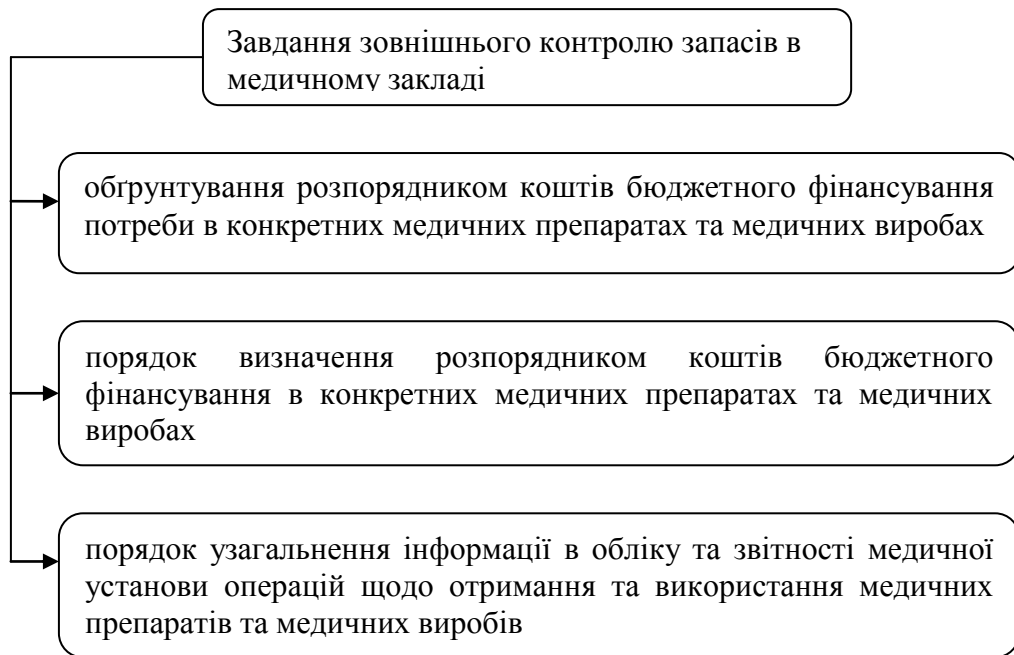 Завдання зовнішнього контролю запасів в
медичному закладі
обґрунтування розпорядником коштів бюджетного фінансування
потреби в конкретних медичних препаратах та медичних виробах
порядок визначення розпорядником коштів бюджетного
фінансування в конкретних медичних препаратах та медичних
виробах
порядок узагальнення інформації в обліку та звітності медичної
установи операцій щодо отримання та використання медичних
препаратів та медичних виробів